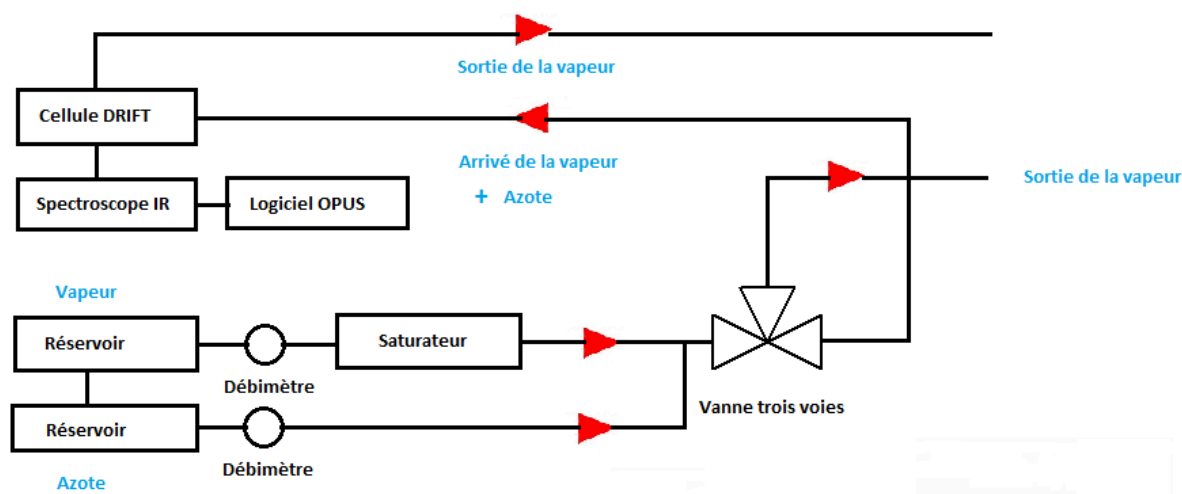 Sortie de la vapeur
Cellule DRIFT
Arrivé de la vapeur
+ Azote
Sortie de la vapeur
Spectroscope IR
Logiciel OPUS
Vapeur
Réservoir
Débimètre
Saturateur
Vanne trois voies
Réservoir
Débimètre
Azote